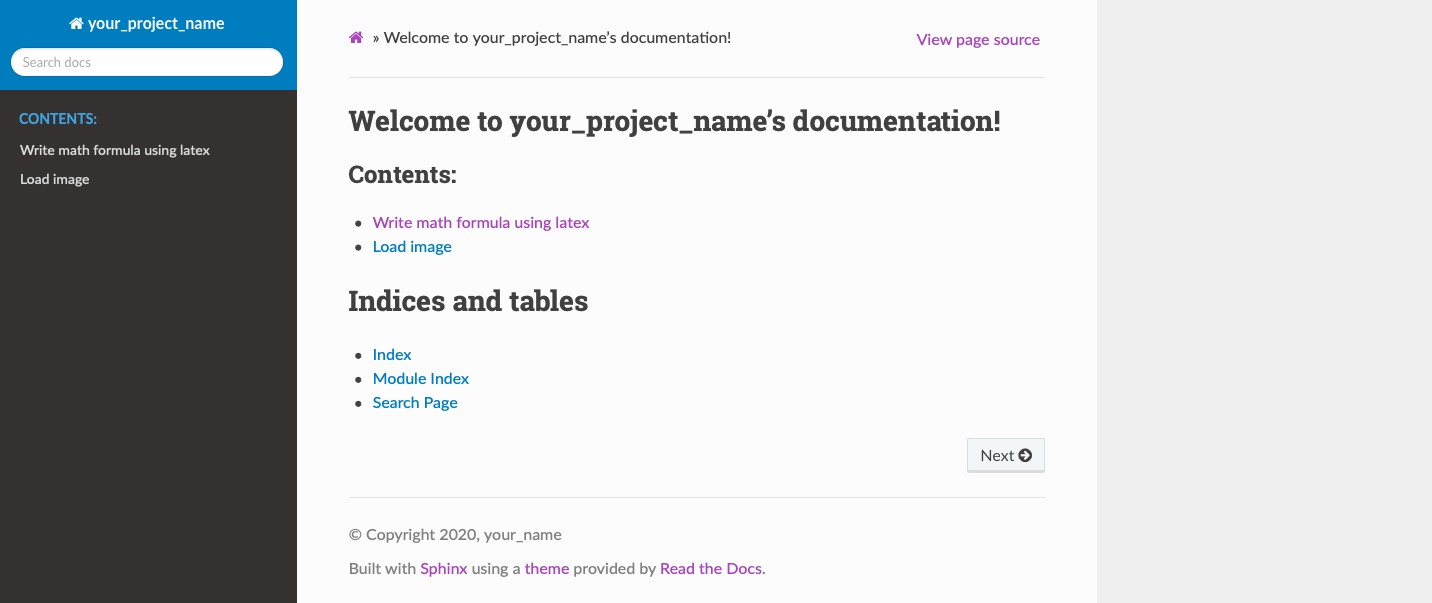 your_project_name
Search docs
CONTENTS:
Write math formula using latex
Load image
» Welcome to your_project_name’s documentation!
View page source
Welcome to your_project_name’s documentation!
Contents:
• Write math formula using latex
• Load image
Indices and tables
• Index
• Module Index
• Search Page
Next
© Copyright 2020, your_name
Built with Sphinx using a theme provided by Read the Docs.